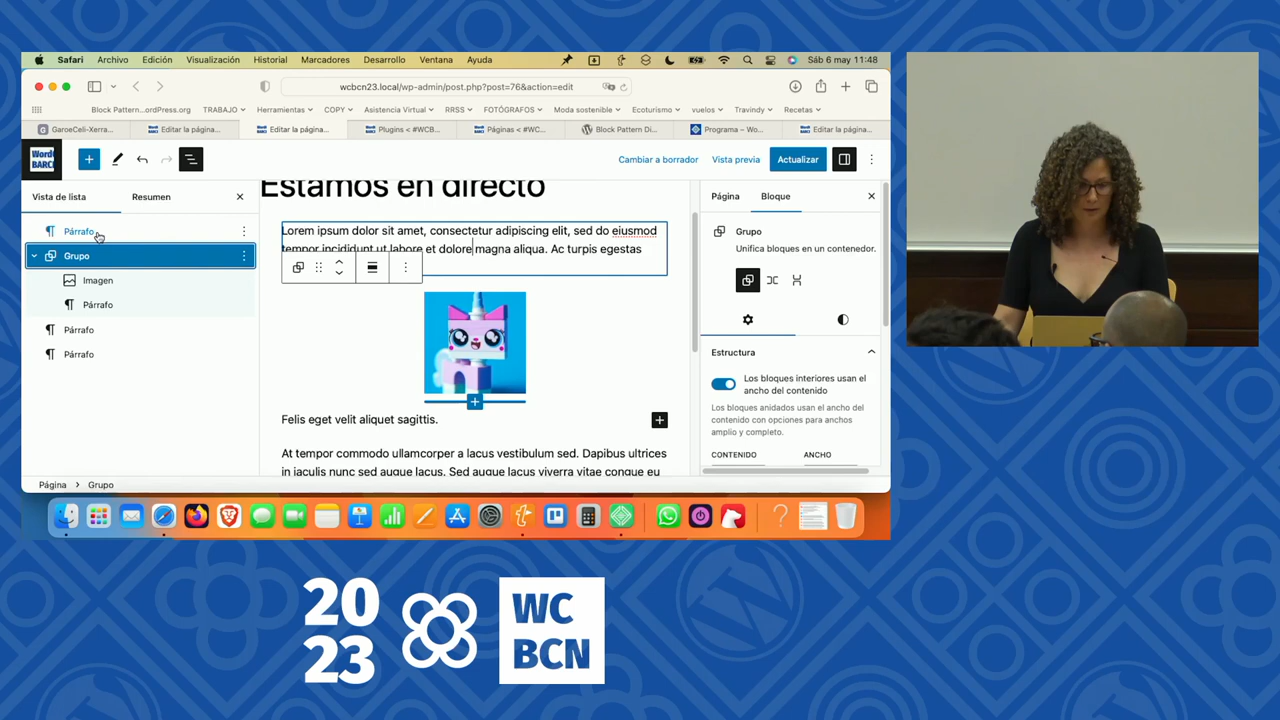 Safari Archivo Edición Visualización Historial Marcadores Desarrollo Ventana Ayuda
Sáb 6 may 11:48
wcbcn23.local/wp-admin/post.php?post=76&action=edit
Block Pattern...ordPress.org TRABAJO Herramientas COPY Asistencia Virtual RRSS FOTÓGRAFOS Moda sostenible Ecoturismo vuelos Travindy Recetas
GaroeCeli-Xerra... Editar la página... Editar la página... Plugins < #WCB... Páginas < #WC... Block Pattern Di... Programa – Wo... Editar la página...
Cambiar a borrador Vista previa Actualizar
Vista de lista Resumen
Párrafo
Grupo
Imagen
Párrafo
Párrafo
Párrafo
Estamos en directo
Lorem ipsum dolor sit amet, consectetur adipiscing elit, sed do eiusmod
tempor incididunt ut labore et dolore magna aliqua. Ac turpis egestas
Felis eget velit aliquet sagittis.
At tempor commodo ullamcorper a lacus vestibulum sed. Dapibus ultrices
in iaculis nunc sed augue lacus. Sed augue lacus viverra vitae congue eu
Página Bloque
Grupo
Unifica bloques en un contenedor.
Estructura
Los bloques interiores usan el
ancho del contenido
Los bloques anidados usan el ancho del
contenido con opciones para anchos
amplio y completo.
CONTENIDO ANCHO
Página > Grupo
20
23
WC
BCN